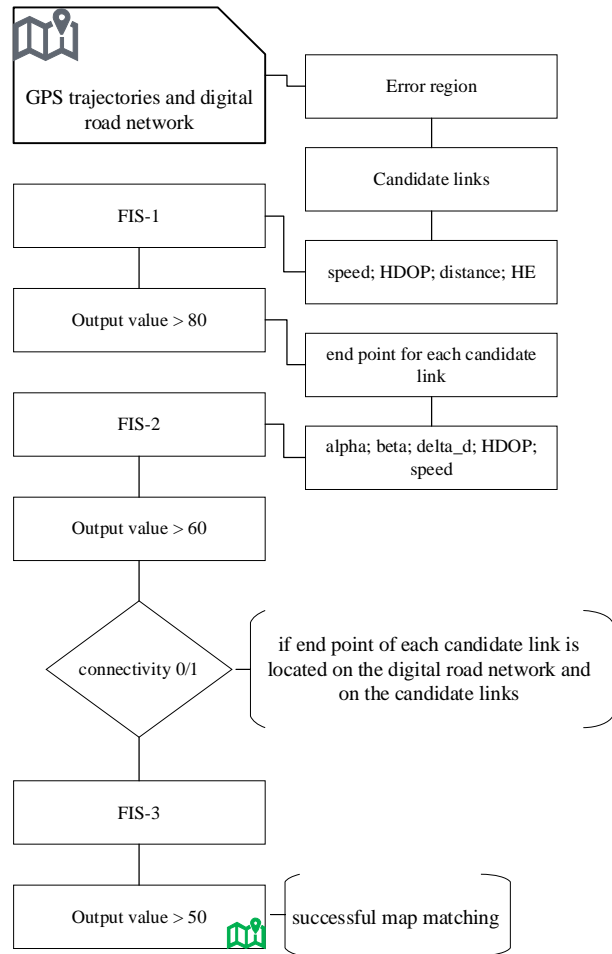 GPS trajectories and digital
road network
Error region
Candidate links
FIS-1
speed; HDOP; distance; HE
Output value > 80
end point for each candidate
link
FIS-2
alpha; beta; delta_d; HDOP;
speed
Output value > 60
connectivity 0/1
if end point of each candidate link is
located on the digital road network and
on the candidate links
FIS-3
Output value > 50
successful map matching